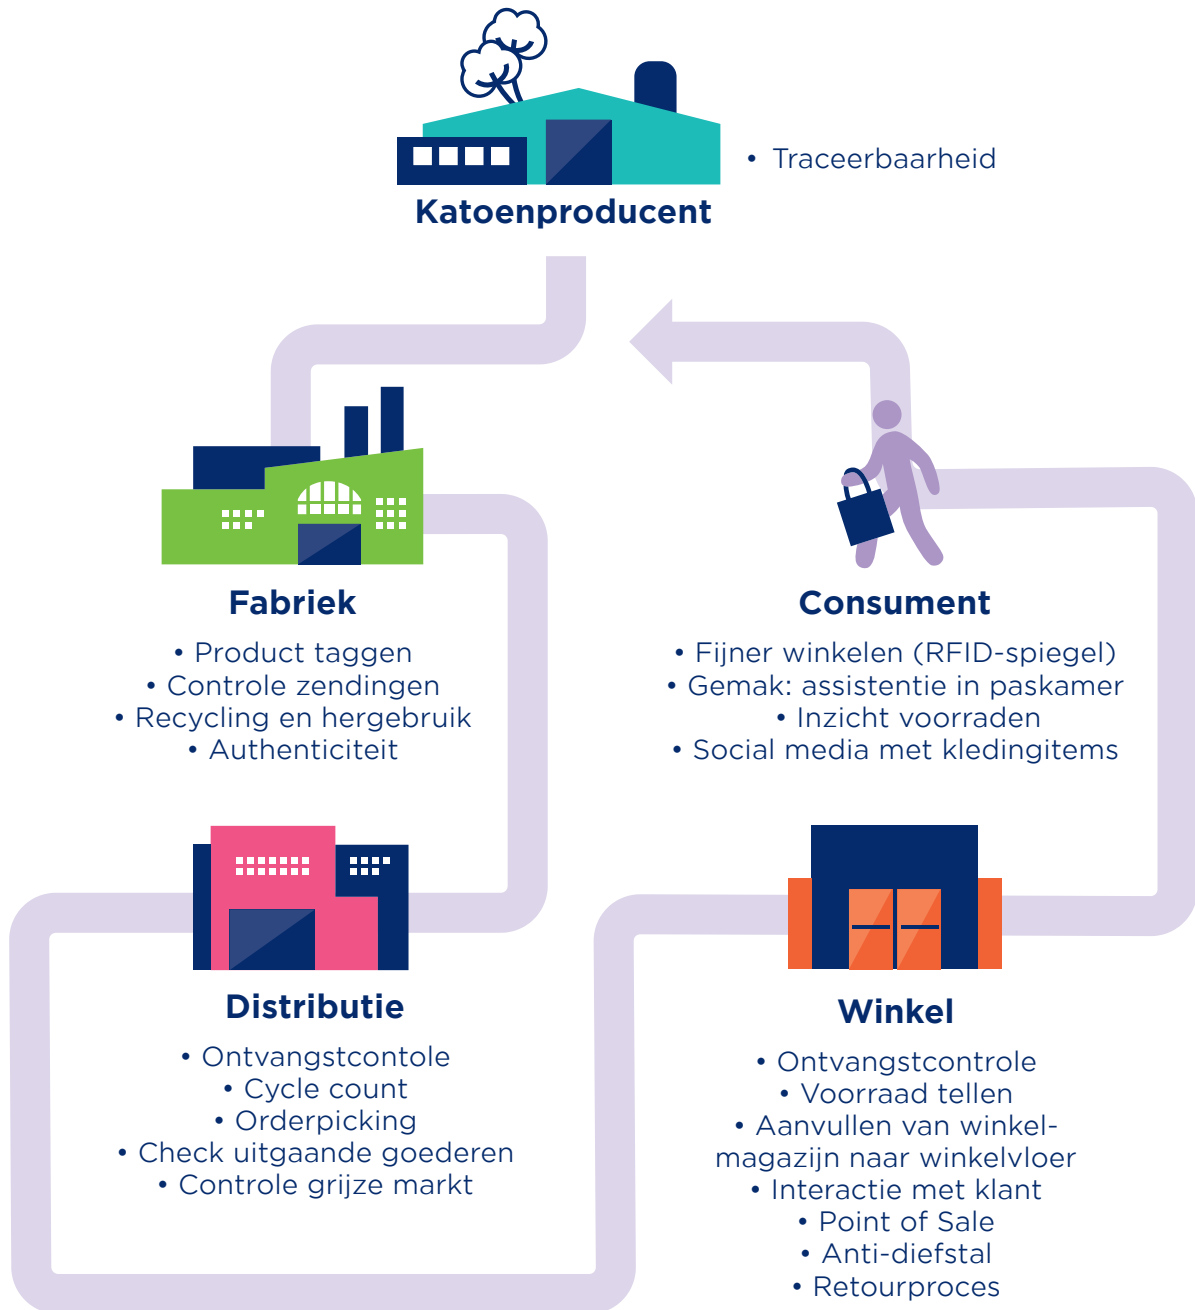 • Traceerbaarheid
Katoenproducent
Fabriek
• Product taggen
• Controle zendingen
• Recycling en hergebruik
• Authenticiteit
Consument
• Fijner winkelen (RFID-spiegel)
• Gemak: assistentie in paskamer
• Inzicht voorraden
• Social media met kledingitems
Distributie
• Ontvangstcontole
• Cycle count
• Orderpicking
• Check uitgaande goederen
• Controle grijze markt
Winkel
• Ontvangstcontrole
• Voorraad tellen
• Aanvullen van winkel-
magazijn naar winkelvloer
• Interactie met klant
• Point of Sale
• Anti-diefstal
• Retourproces